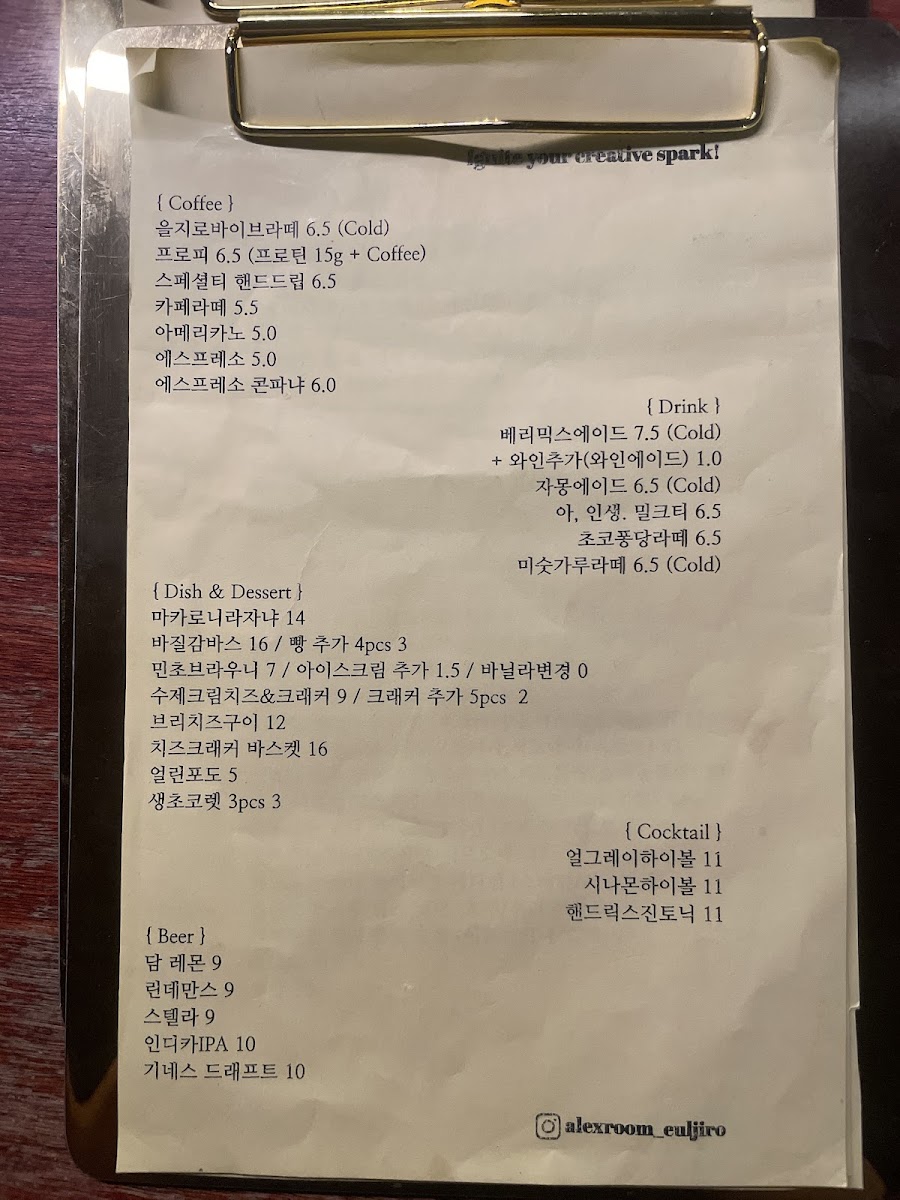 Ignite your creative spark!
{ Coffee }
을지로바이브라떼 6.5 (Cold)
프로피 6.5 (프로틴 15g + Coffee)
스페셜티 핸드드립 6.5
카페라떼 5.5
아메리카노 5.0
에스프레소 5.0
에스프레소 콘파냐 6.0
{ Drink }
베리믹스에이드 7.5 (Cold)
+ 와인추가(와인에이드) 1.0
자몽에이드 6.5 (Cold)
아, 인생. 밀크티 6.5
초코퐁당라떼 6.5
미숫가루라떼 6.5 (Cold)
{ Dish & Dessert }
마카로니라자냐 14
바질감바스 16 / 빵 추가 4pcs 3
민초브라우니 7 / 아이스크림 추가 1.5 / 바닐라변경 0
수제크림치즈&크래커 9 / 크래커 추가 5pcs 2
브리치즈구이 12
치즈크래커 바스켓 16
얼린포도 5
생초코렛 3pcs 3
{ Cocktail }
얼그레이하이볼 11
시나몬하이볼 11
핸드릭스진토닉 11
{ Beer }
담 레몬 9
린데만스 9
스텔라 9
인디카IPA 10
기네스 드래프트 10
alexroom_euljiro